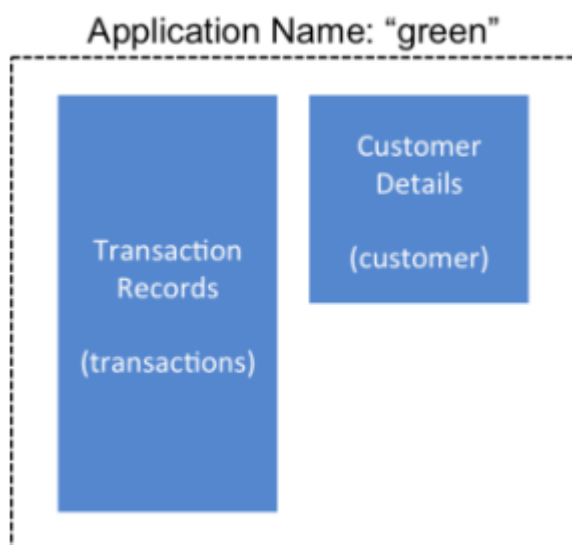 Application Name: “green”
Transaction
Records
(transactions)
Customer
Details
(customer)